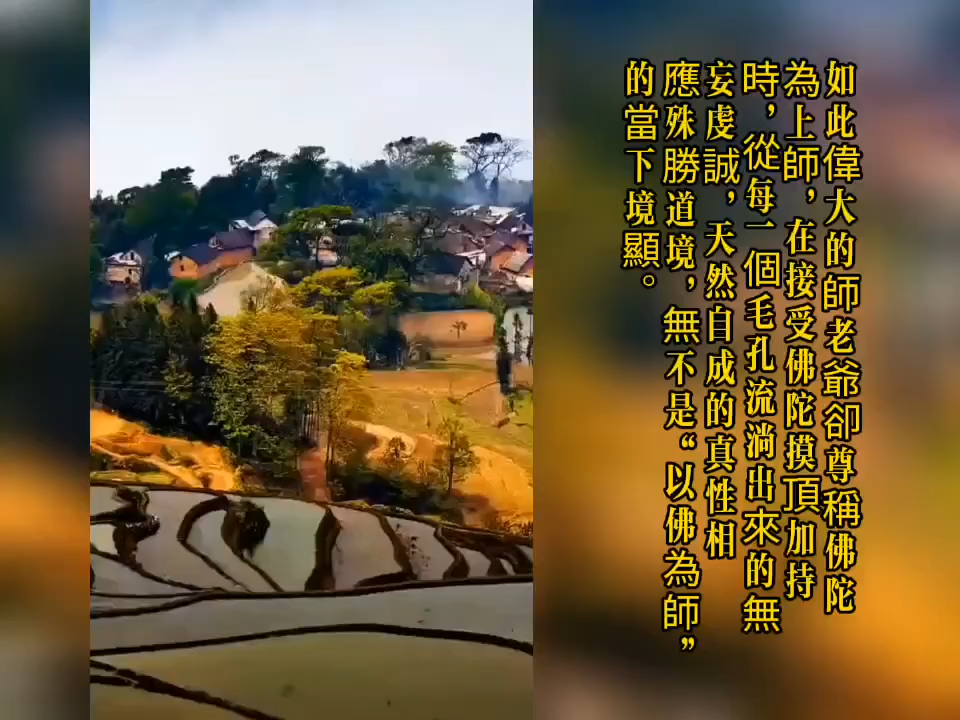 如此偉大的師老爺卻尊稱佛陀
為上師，在接受佛陀摸頂加持
時，從每一個毛孔流淌出來的無
妄虔誠，天然自成的真性相
應殊勝道境，無不是“以佛為師”
的當下境顯。